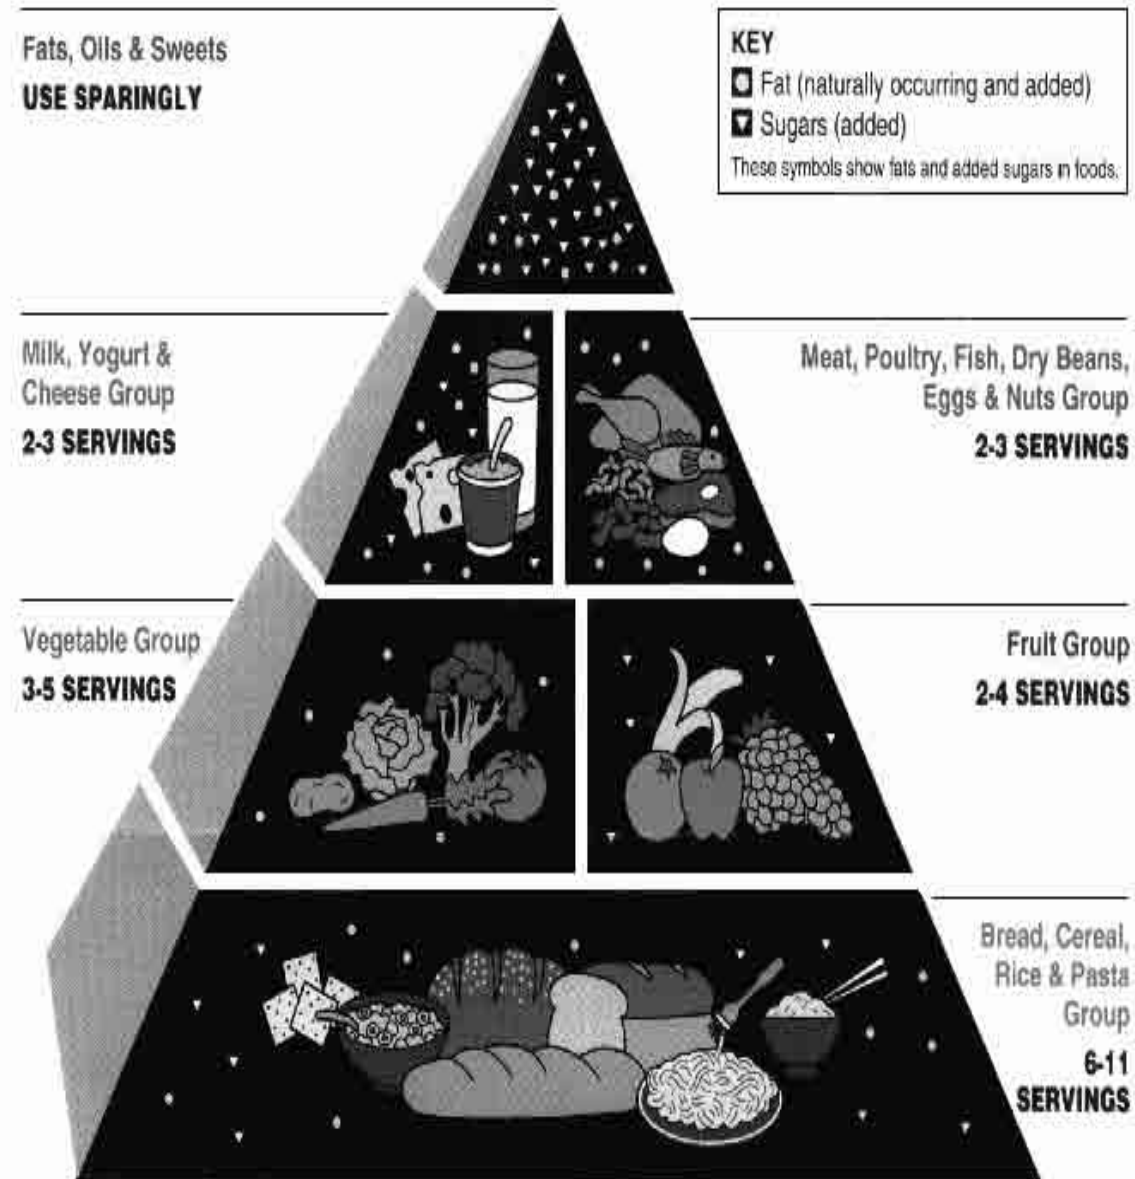 Fats, Oils & Sweets
USE SPARINGLY
KEY
Fat (naturally occurring and added)
Sugars (added)
These symbols show fats and added sugars in foods.
Milk, Yogurt &
Cheese Group
2-3 SERVINGS
Meat, Poultry, Fish, Dry Beans,
Eggs & Nuts Group
2-3 SERVINGS
Vegetable Group
3-5 SERVINGS
Fruit Group
2-4 SERVINGS
Bread, Cereal,
Rice & Pasta
Group
6-11
SERVINGS